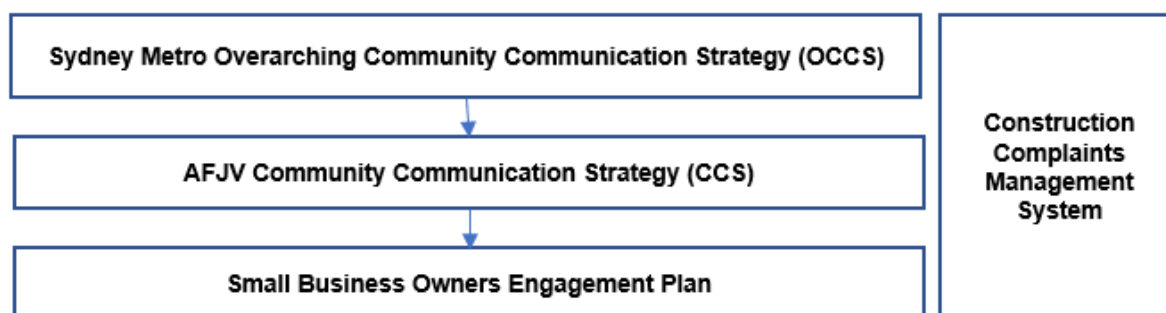 Sydney Metro Overarching Community Communication Strategy (OCCS)
AFJV Community Communication Strategy (CCS)
Small Business Owners Engagement Plan
Construction
Complaints
Management
System